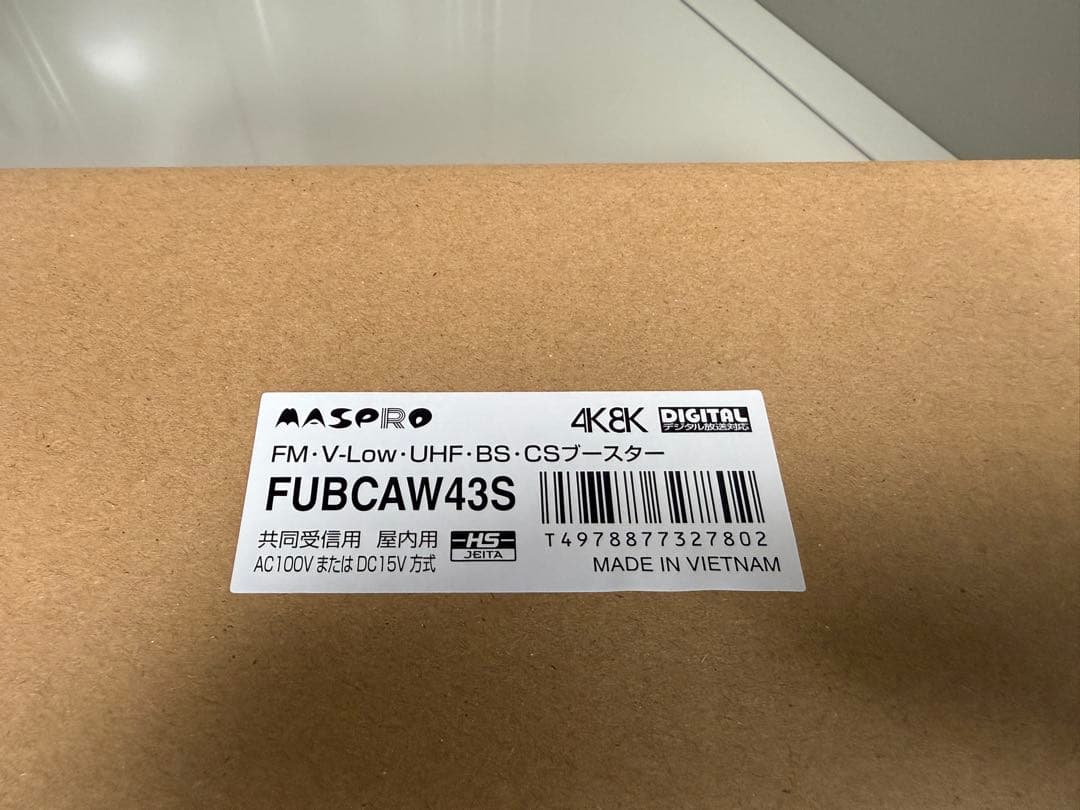 MASPRO 4K8K DIGITAL
デジタル放送対応
FM・V-Low・UHF・BS・CSブースター
FUBCAW43S
共同受信用 屋内用 HS JEITA T4978877327802
AC100VまたはDC15V方式 MADE IN VIETNAM